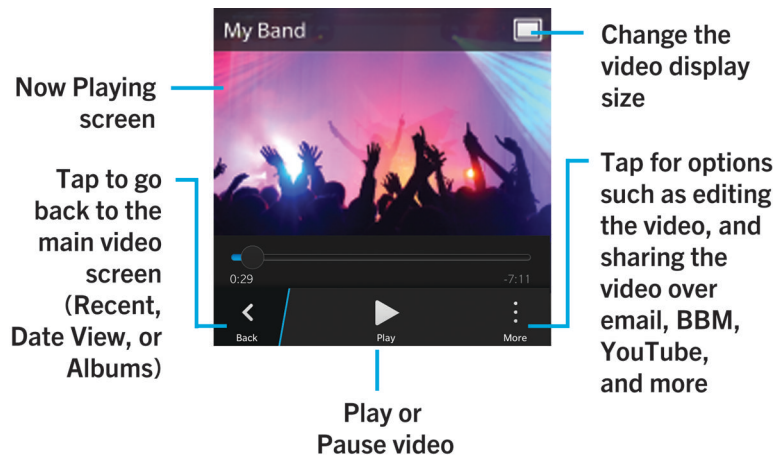 My Band
Change the
video display
size
Now Playing
screen
Tap to go
back to the
main video
screen
(Recent,
Date View, or
Albums)
Tap for options
such as editing
the video, and
sharing the
video over
email, BBM,
YouTube,
and more
0:29
-7:11
Back
Play
More
Play or
Pause video